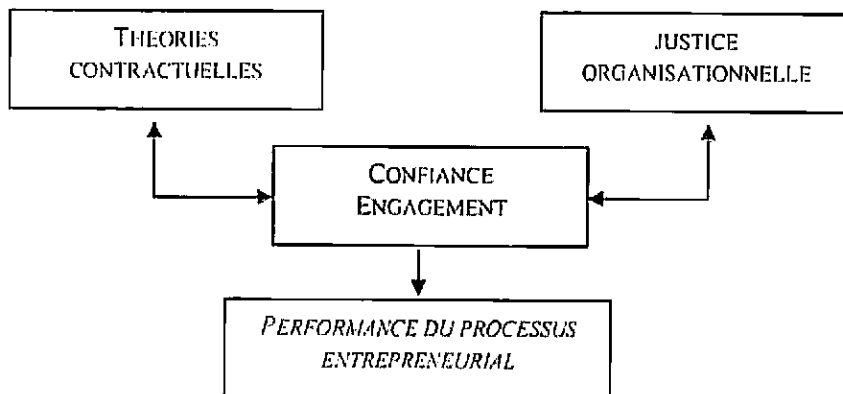 THEORIES
CONTRACTUELLES
JUSTICE
ORGANISATIONNELLE
CONFIANCE
ENGAGEMENT
PERFORMANCE DU PROCESSUS
ENTREPRENEURIAL